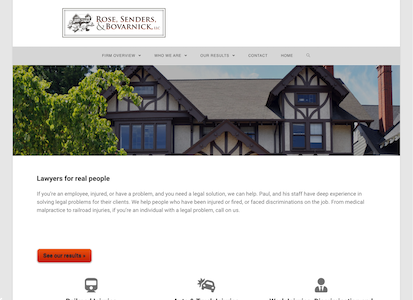 Rose, Senders,
& Bovarnick, LLC
FIRM OVERVIEW
WHO WE ARE
OUR RESULTS
CONTACT
HOME
Lawyers for real people
If you're an employee, injured, or have a problem, and you need a legal solution, we can help. Paul, and his staff have deep experience in
solving legal problems for their clients. We help people who have been injured or fired, or faced discriminations on the job. From medical
malpractice to railroad injuries, if you're an individual with a legal problem, call on us.
See our results »